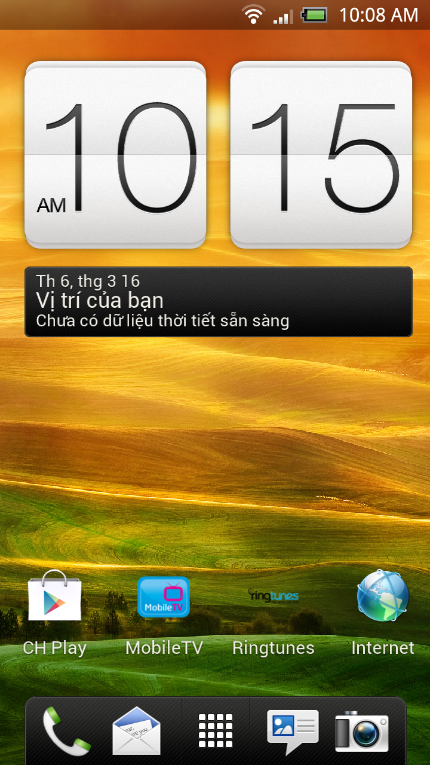 10:08 AM
AM 10 15
Th 6, thg 3 16
Vị trí của bạn
Chưa có dữ liệu thời tiết sẵn sàng
MobileTV
ringtunes
CH Play MobileTV Ringtunes Internet